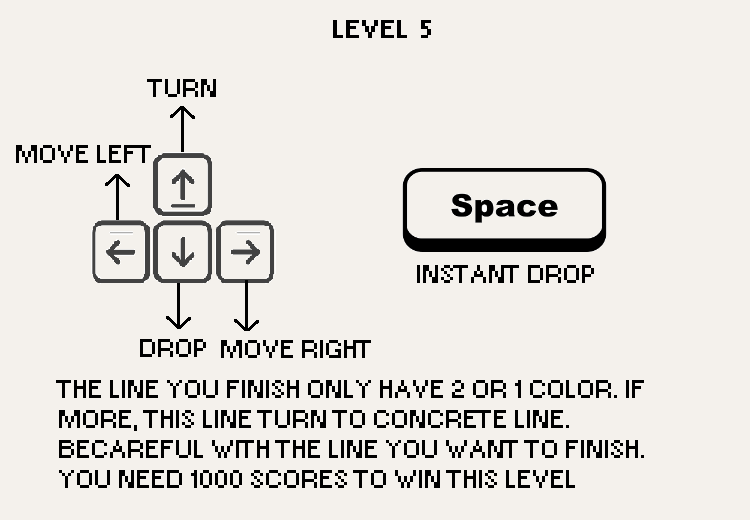 LEVEL 5
TURN
MOVE LEFT
Space
INSTANT DROP
DROP MOVE RIGHT
THE LINE YOU FINISH ONLY HAVE 2 OR 1 COLOR. IF
MORE, THIS LINE TURN TO CONCRETE LINE.
BECAREFUL WITH THE LINE YOU WANT TO FINISH.
YOU NEED 1000 SCORES TO WIN THIS LEVEL